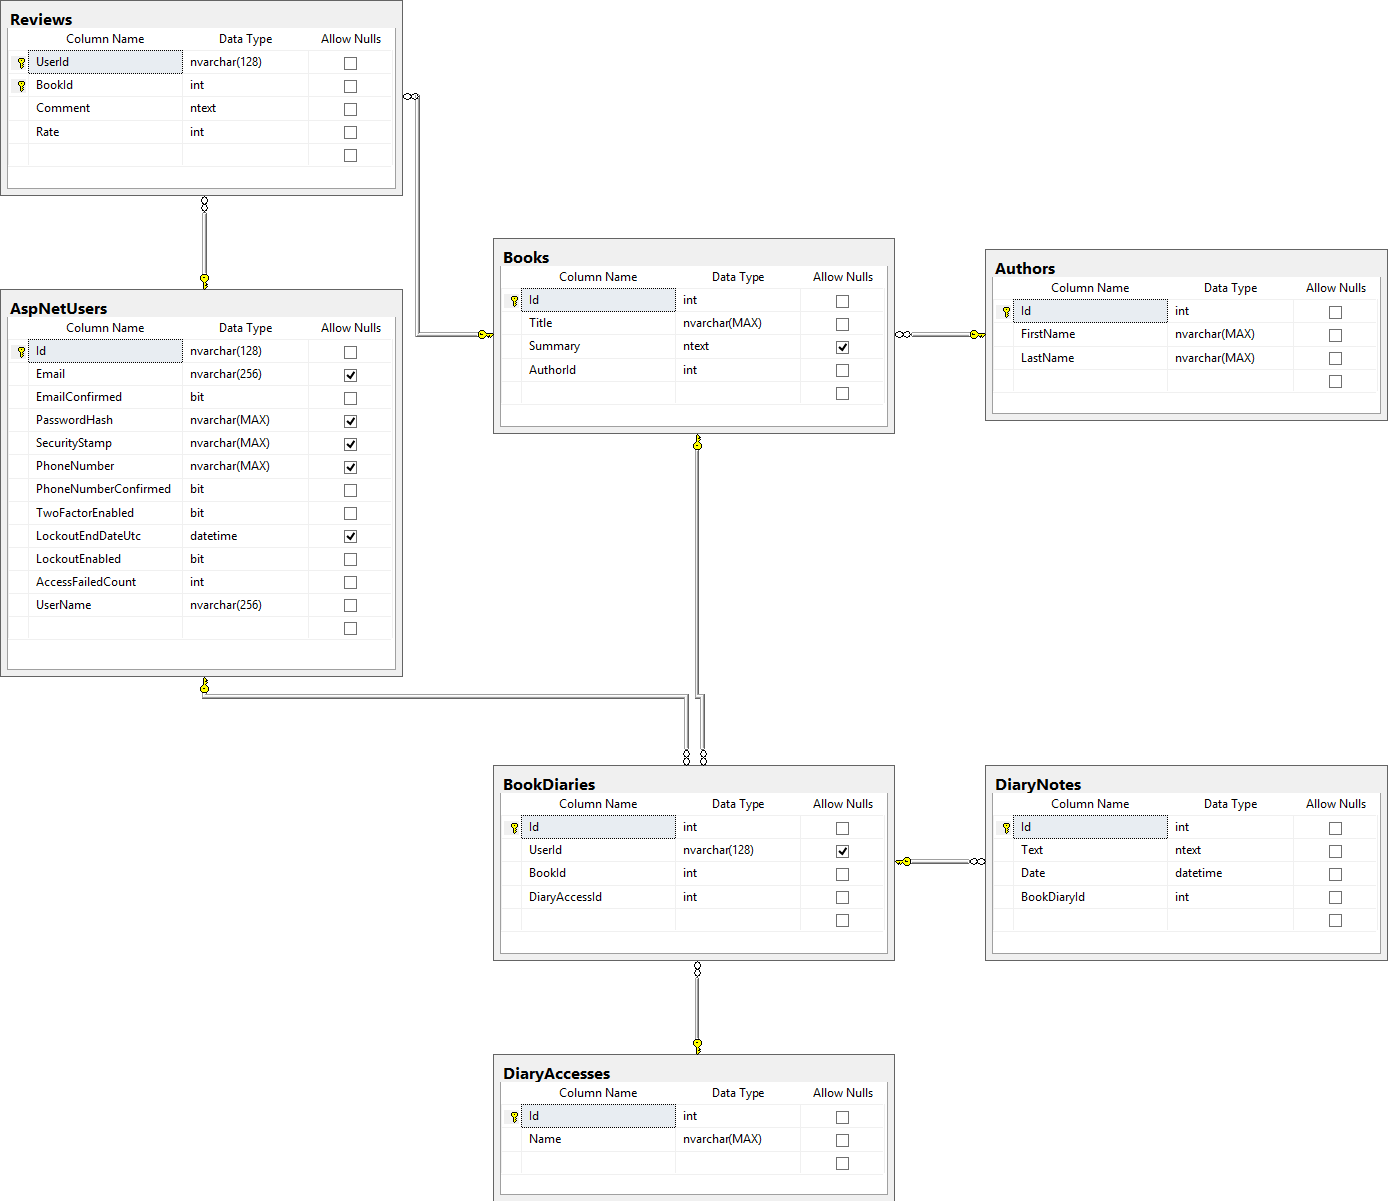 Reviews
Column Name Data Type Allow Nulls
UserId nvarchar(128)
BookId int
Comment ntext
Rate int
AspNetUsers
Column Name Data Type Allow Nulls
Id nvarchar(128)
Email nvarchar(256)
EmailConfirmed bit
PasswordHash nvarchar(MAX)
SecurityStamp nvarchar(MAX)
PhoneNumber nvarchar(MAX)
PhoneNumberConfirmed bit
TwoFactorEnabled bit
LockoutEndDateUtc datetime
LockoutEnabled bit
AccessFailedCount int
UserName nvarchar(256)
Books
Column Name Data Type Allow Nulls
Id int
Title nvarchar(MAX)
Summary ntext
AuthorId int
Authors
Column Name Data Type Allow Nulls
Id int
FirstName nvarchar(MAX)
LastName nvarchar(MAX)
BookDiaries
Column Name Data Type Allow Nulls
Id int
UserId nvarchar(128)
BookId int
DiaryAccessId int
DiaryNotes
Column Name Data Type Allow Nulls
Id int
Text ntext
Date datetime
BookDiaryId int
DiaryAccesses
Column Name Data Type Allow Nulls
Id int
Name nvarchar(MAX)